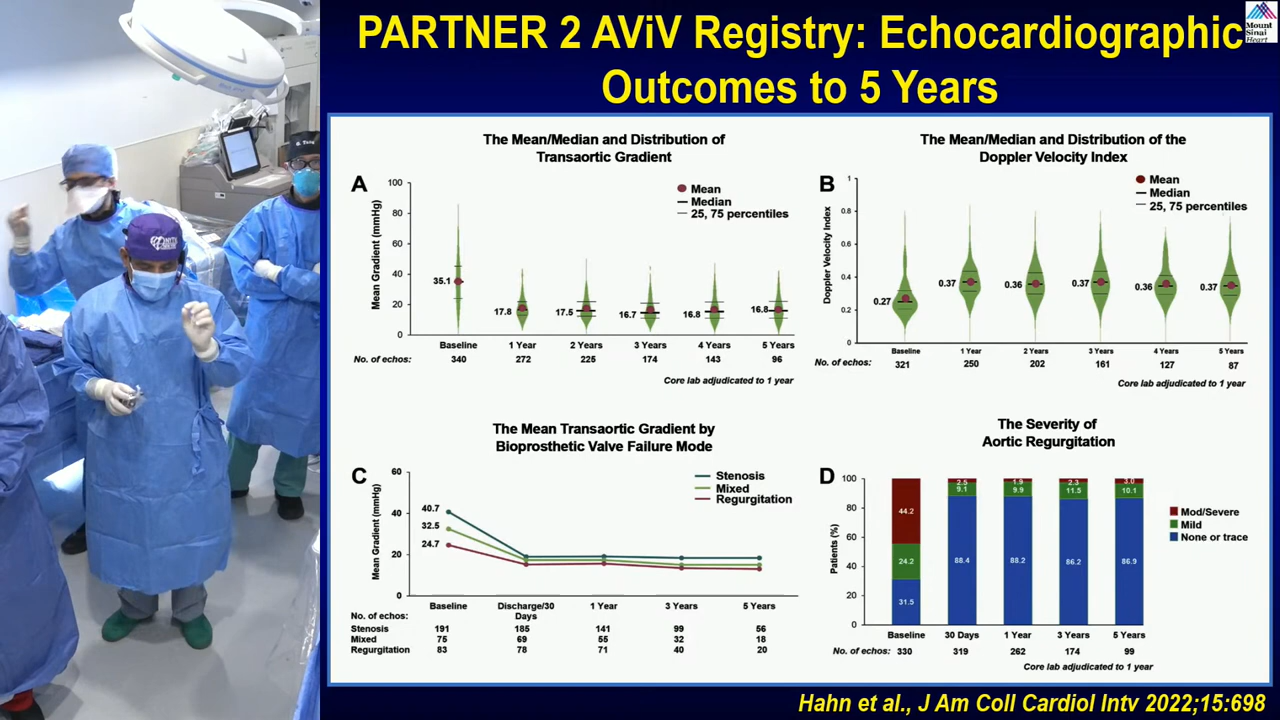 PARTNER 2 AViV Registry: Echocardiographic
Outcomes to 5 Years
Mount
Sinai
Heart
The Mean/Median and Distribution of
Transaortic Gradient
A
Mean Gradient (mmHg)
100
80
60
40
20
0
Mean
Median
25, 75 percentiles
35.1
17.8
17.5
16.7
16.8
16.8
Baseline 1 Year 2 Years 3 Years 4 Years 5 Years
No. of echos: 340 272 225 174 143 96
Core lab adjudicated to 1 year
The Mean/Median and Distribution of the
Doppler Velocity Index
B
Doppler Velocity Index
1
0.8
0.6
0.4
0.2
0
Mean
Median
25, 75 percentiles
0.27
0.37
0.36
0.37
0.36
0.37
Baseline 1 Year 2 Years 3 Years 4 Years 5 Years
No. of echos: 321 250 202 161 127 87
Core lab adjudicated to 1 year
The Mean Transaortic Gradient by
Bioprosthetic Valve Failure Mode
C
Mean Gradient (mmHg)
60
40
20
0
Stenosis
Mixed
Regurgitation
40.7
32.5
24.7
Baseline Discharge/30 1 Year 3 Years 5 Years
Days
No. of echos:
Stenosis 191 185 141 99 56
Mixed 75 69 55 32 18
Regurgitation 83 78 71 40 20
The Severity of
Aortic Regurgitation
D
Patients (%)
100
80
60
40
20
0
44.2
24.2
31.5
2.5
9.1
88.4
1.9
9.9
88.2
2.3
11.5
86.2
3.0
10.1
86.9
Mod/Severe
Mild
None or trace
Baseline 30 Days 1 Year 3 Years 5 Years
No. of echos: 330 319 262 174 99
Core lab adjudicated to 1 year
Hahn et al., J Am Coll Cardiol Intv 2022;15:698